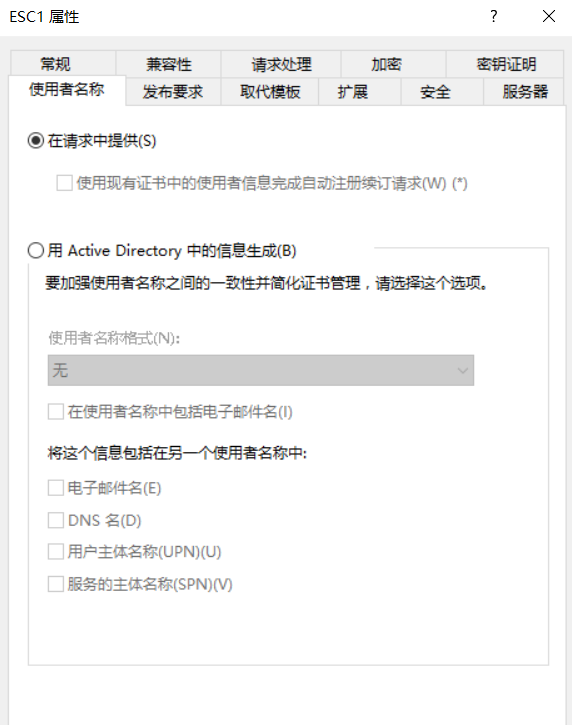 ESC1 属性
?
常规 兼容性 请求处理 加密 密钥证明
使用者名称 发布要求 取代模板 扩展 安全 服务器
在请求中提供(S)
使用现有证书中的使用者信息完成自动注册续订请求(W) (*)
用 Active Directory 中的信息生成(B)
要加强使用者名称之间的一致性并简化证书管理，请选择这个选项。
使用者名称格式(N):
无
在使用者名称中包括电子邮件名(I)
将这个信息包括在另一个使用者名称中:
电子邮件名(E)
DNS 名(D)
用户主体名称(UPN)(U)
服务的主体名称(SPN)(V)